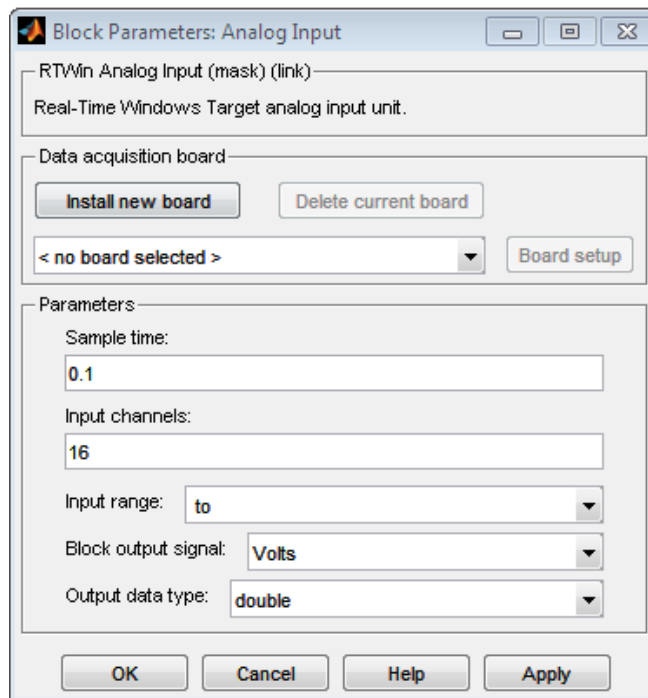 Block Parameters: Analog Input
RTWin Analog Input (mask) (link)
Real-Time Windows Target analog input unit.
Data acquisition board
Install new board Delete current board
< no board selected > Board setup
Parameters
Sample time:
0.1
Input channels:
16
Input range: to
Block output signal: Volts
Output data type: double
OK Cancel Help Apply